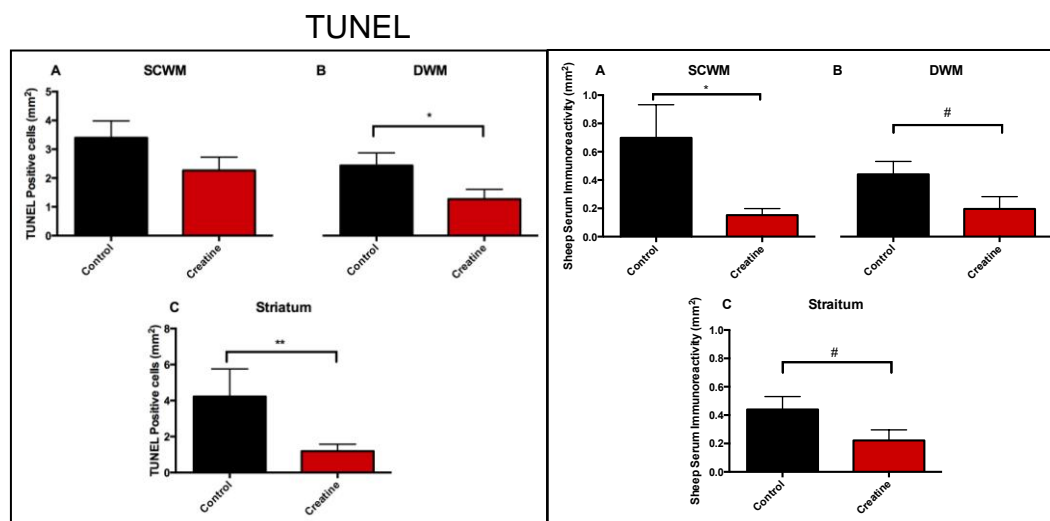 TUNEL
A SCWM
TUNEL Positive cells (mm²)
5
4
3
2
1
0
Control
Creatine
B DWM
*
Control
Creatine
C Striatum
TUNEL Positive cells (mm²)
8
6
4
2
0
**
Control
Creatine
A SCWM
Sheep Serum Immunoreactivity (mm²)
1.0
0.8
0.6
0.4
0.2
0.0
*
Control
Creatine
B DWM
#
Control
Creatine
C Straitum
Sheep Serum Immunoreactivity (mm²)
1.0
0.8
0.6
0.4
0.2
0.0
#
Control
Creatine